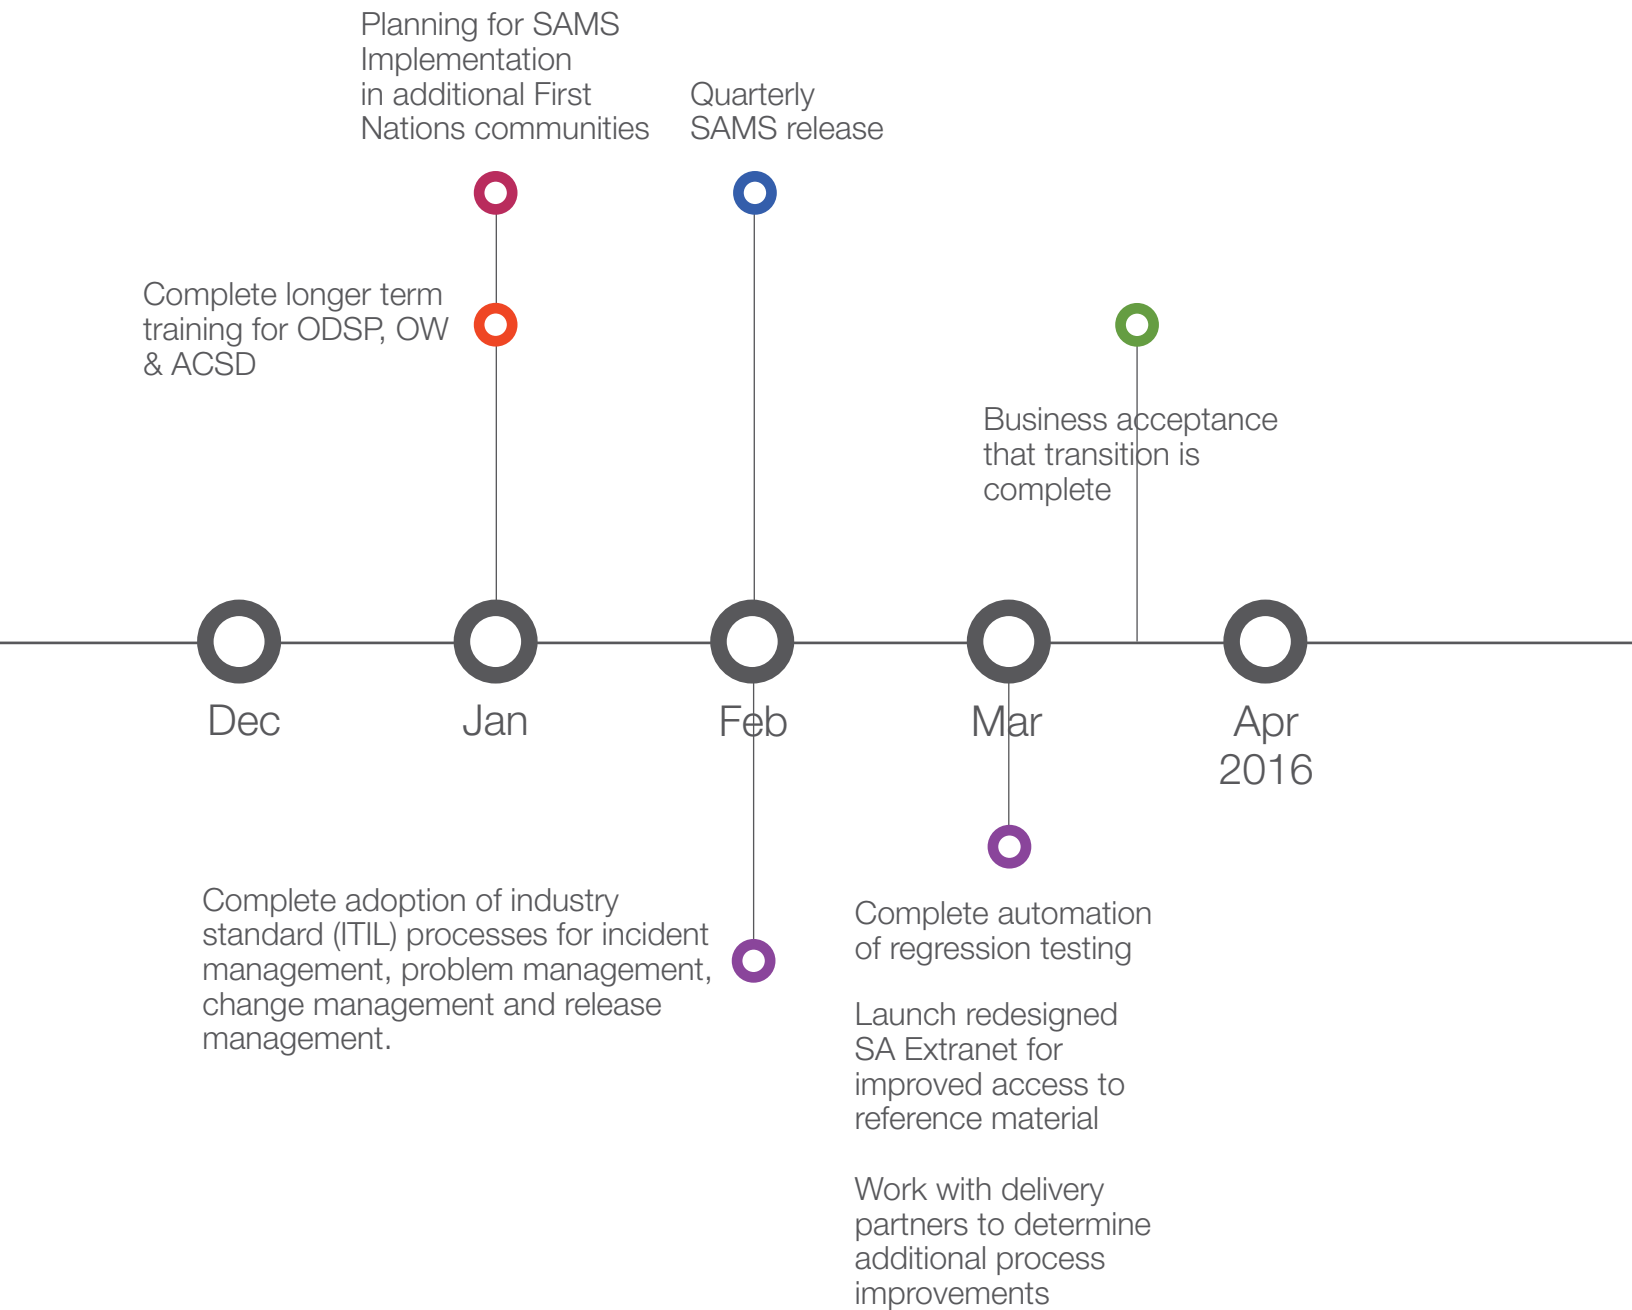 Planning for SAMS
Implementation
in additional First
Nations communities
Quarterly
SAMS release
Complete longer term
training for ODSP, OW
& ACSD
Business acceptance
that transition is
complete
Dec
Jan
Feb
Mar
Apr
2016
Complete adoption of industry
standard (ITIL) processes for incident
management, problem management,
change management and release
management.
Complete automation
of regression testing
Launch redesigned
SA Extranet for
improved access to
reference material
Work with delivery
partners to determine
additional process
improvements